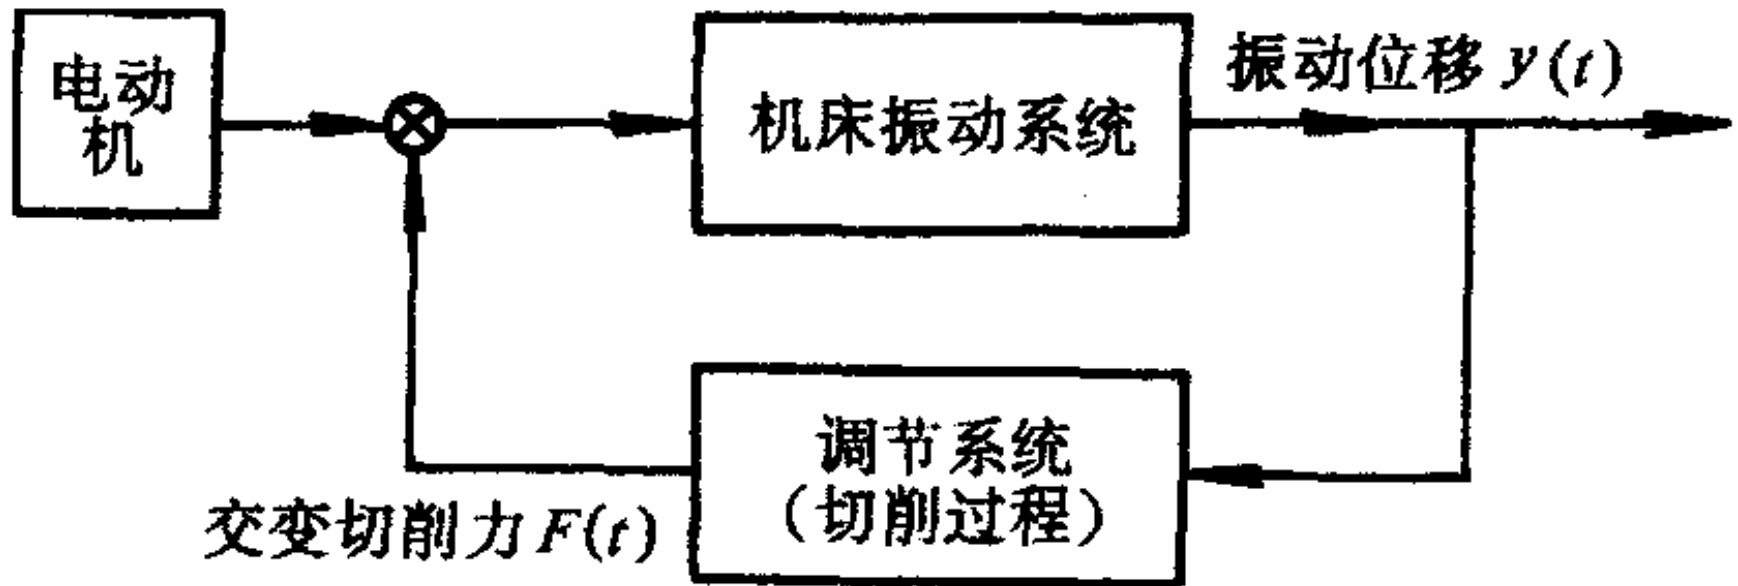 电动
机
机床振动系统
振动位移 y(t)
调节系统
（切削过程）
交变切削力 F(t)